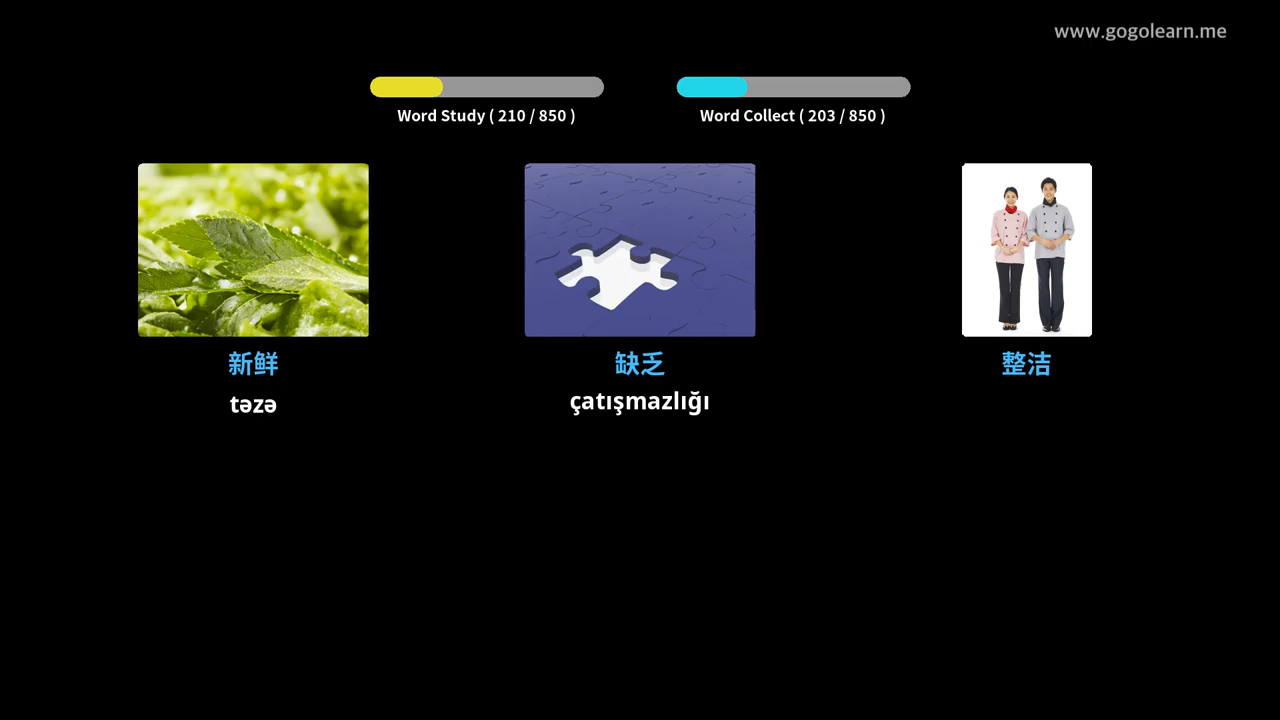 www.gogolearn.me
Word Study ( 210 / 850 )
Word Collect ( 203 / 850 )
新鲜
təzə
缺乏
çatışmazlığı
整洁